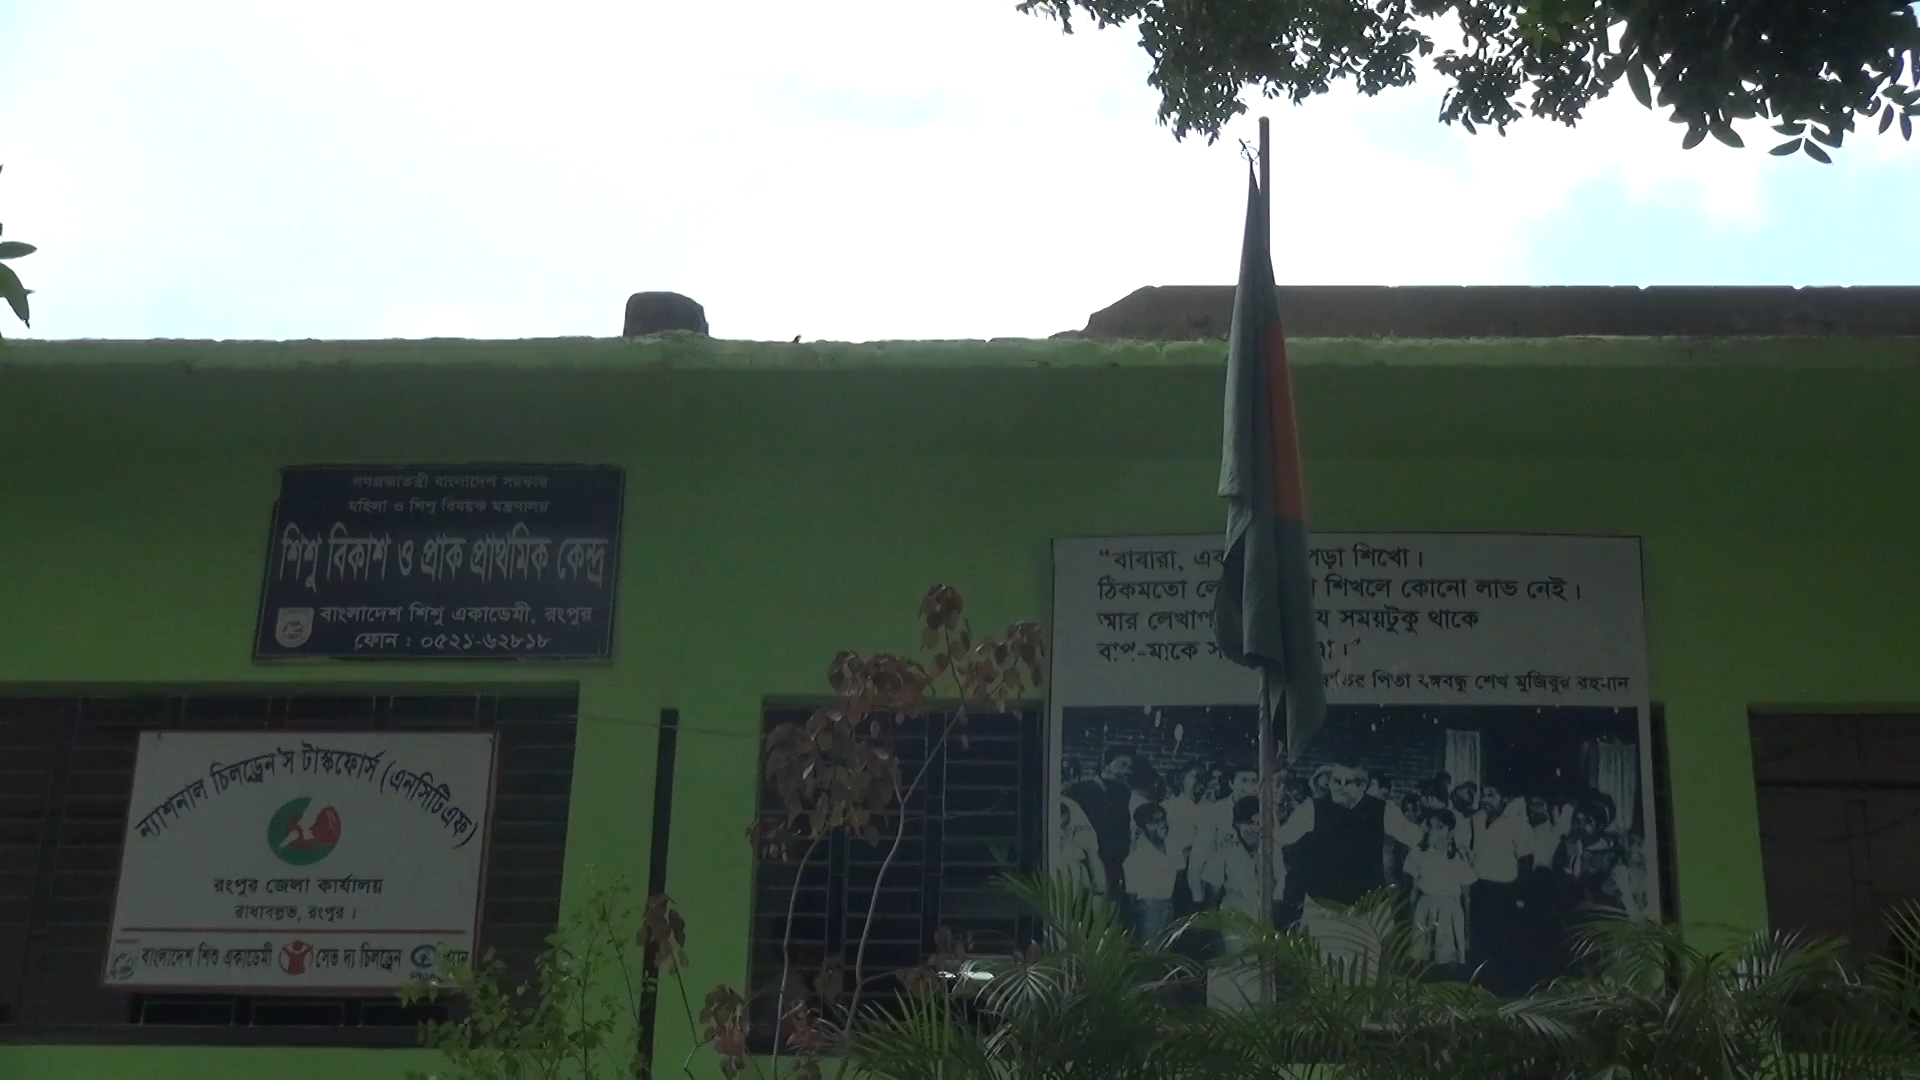 গণপ্রজাতন্ত্রী বাংলাদেশ সরকার
মহিলা ও শিশু বিষয়ক মন্ত্রণালয়
শিশু বিকাশ ও প্রাক প্রাথমিক কেন্দ্র
বাংলাদেশ শিশু একাডেমী, রংপুর
ফোন : ০৫২১-৬২৮১৮
ন্যাশনাল চিলড্রেন'স টাস্কফোর্স (এনসিটিএফ)
রংপুর জেলা কার্যালয়
রাধাবল্লভ, রংপুর ।
বাংলাদেশ শিশু একাডেমী সেভ দ্য চিলড্রেন
“বাবারা, শিখো ।
ঠিকমতো শিখলে কোনো লাভ নেই ।
আর সময়টুকু থাকে
বাপ-মাকে
পিতা বঙ্গবন্ধু শেখ মুজিবুর রহমান